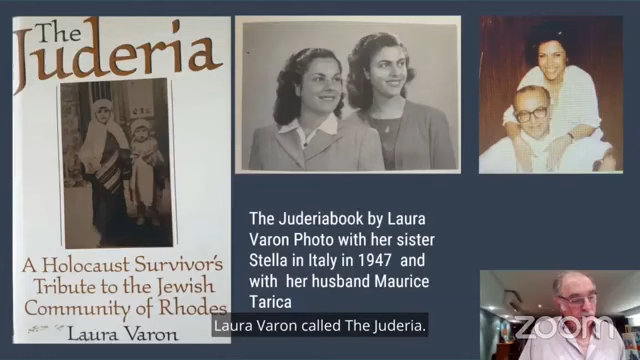 The
Juderia
A Holocaust Survivor's
Tribute to the Jewish
Community of Rhodes
Laura Varon
The Juderiabook by Laura
Varon Photo with her sister
Stella in Italy in 1947 and
with her husband Maurice
Tarica
Laura Varon called The Juderia.
zoom